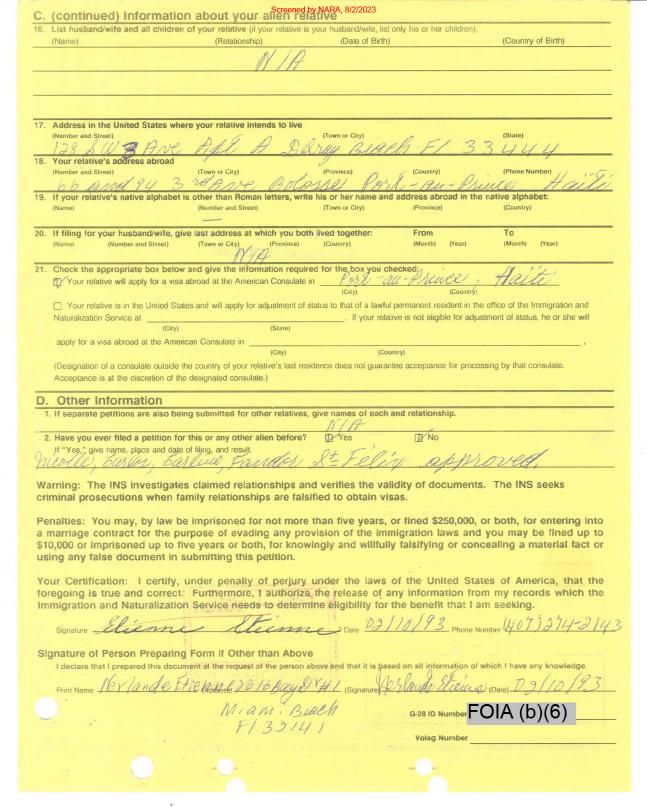 Screened by NARA, 8/2/2023
C. (continued) Information about your alien relative
16. List husband/wife and all children of your relative (if your relative is your husband/wife, list only his or her children).
(Name) (Relationship) (Date of Birth) (Country of Birth)
N/A
17. Address in the United States where your relative intends to live
(Number and Street) (Town or City) (State)
128 SW 3 Ave Apt A Delray Beach Fl 33444
18. Your relative's address abroad
(Number and Street) (Town or City) (Province) (Country) (Phone Number)
66 and 94 3rd Ave Bolosse Port-au-Prince Haïti
19. If your relative's native alphabet is other than Roman letters, write his or her name and address abroad in the native alphabet:
(Name) (Number and Street) (Town or City) (Province) (Country)
—
20. If filing for your husband/wife, give last address at which you both lived together: From To
(Name) (Number and Street) (Town or City) (Province) (Country) (Month) (Year) (Month) (Year)
N/A
21. Check the appropriate box below and give the information required for the box you checked:
Your relative will apply for a visa abroad at the American Consulate in Port-au-Prince, Haïti
(City) (Country)
Your relative is in the United States and will apply for adjustment of status to that of a lawful permanent resident in the office of the Immigration and
Naturalization Service at . If your relative is not eligible for adjustment of status, he or she will
(City) (State)
apply for a visa abroad at the American Consulate in ,
(City) (Country)
(Designation of a consulate outside the country of your relative's last residence does not guarantee acceptance for processing by that consulate.
Acceptance is at the discretion of the designated consulate.)
D. Other Information
1. If separate petitions are also being submitted for other relatives, give names of each and relationship.
N/A
2. Have you ever filed a petition for this or any other alien before? Yes No
If "Yes," give name, place and date of filing, and result.
Nicolle, Carlos, Carline, St Félix approved.
Warning: The INS investigates claimed relationships and verifies the validity of documents. The INS seeks
criminal prosecutions when family relationships are falsified to obtain visas.
Penalties: You may, by law be imprisoned for not more than five years, or fined $250,000, or both, for entering into
a marriage contract for the purpose of evading any provision of the immigration laws and you may be fined up to
$10,000 or imprisoned up to five years or both, for knowingly and willfully falsifying or concealing a material fact or
using any false document in submitting this petition.
Your Certification: I certify, under penalty of perjury under the laws of the United States of America, that the
foregoing is true and correct. Furthermore, I authorize the release of any information from my records which the
Immigration and Naturalization Service needs to determine eligibility for the benefit that I am seeking.
Signature Etienne Etienne Date 02/10/93 Phone Number (407) 274-2143
Signature of Person Preparing Form if Other than Above
I declare that I prepared this document at the request of the person above and that it is based on all information of which I have any knowledge.
Print Name Norlande Etienne (Address) 2016 Bay Dr #1 (Signature) Norlande Etienne (Date) 02/10/93
Miami Beach
Fl 33141
G-28 ID Number FOIA (b)(6)
Volag Number